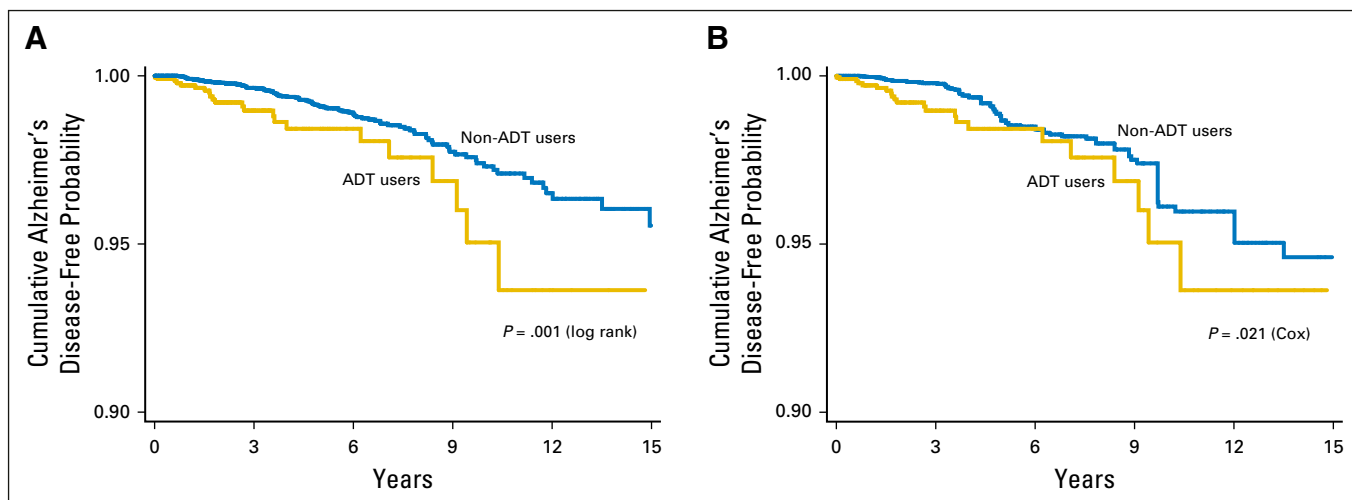 A
Cumulative Alzheimer's
Disease-Free Probability
1.00
0.95
0.90
Non-ADT users
ADT users
P = .001 (log rank)
0
3
6
9
12
15
Years
B
Cumulative Alzheimer's
Disease-Free Probability
1.00
0.95
0.90
Non-ADT users
ADT users
P = .021 (Cox)
0
3
6
9
12
15
Years